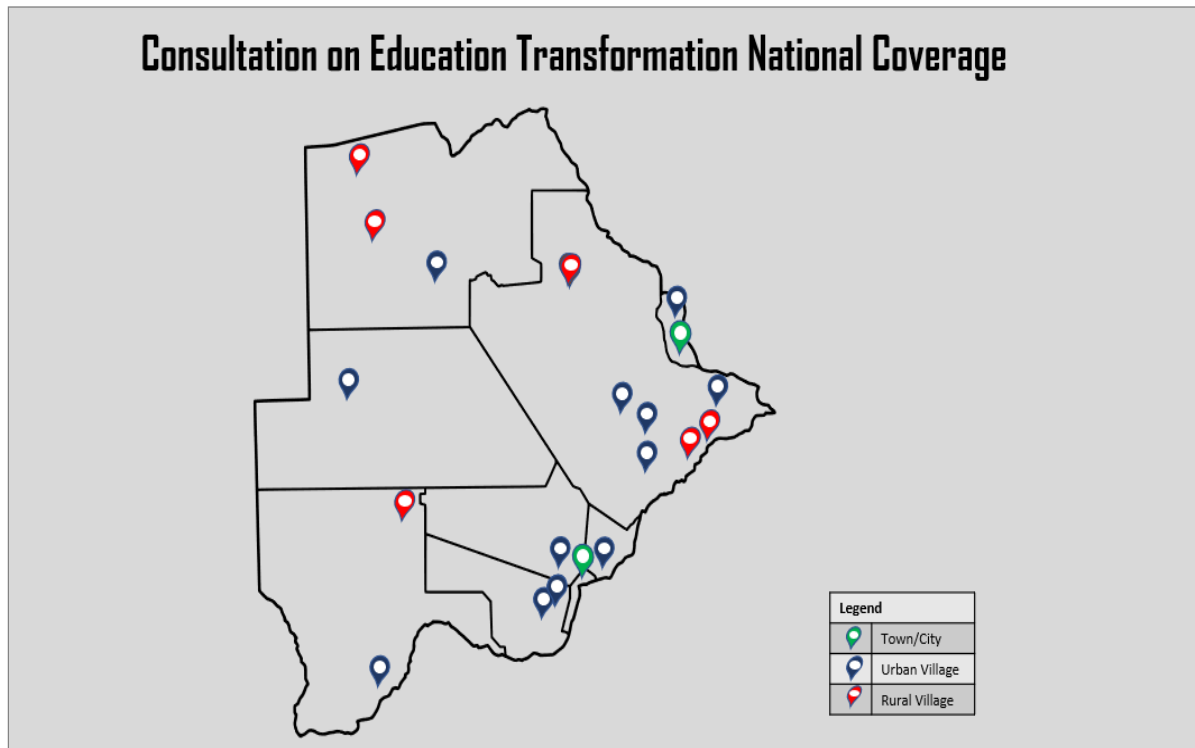 Consultation on Education Transformation National Coverage
Legend
Town/City
Urban Village
Rural Village